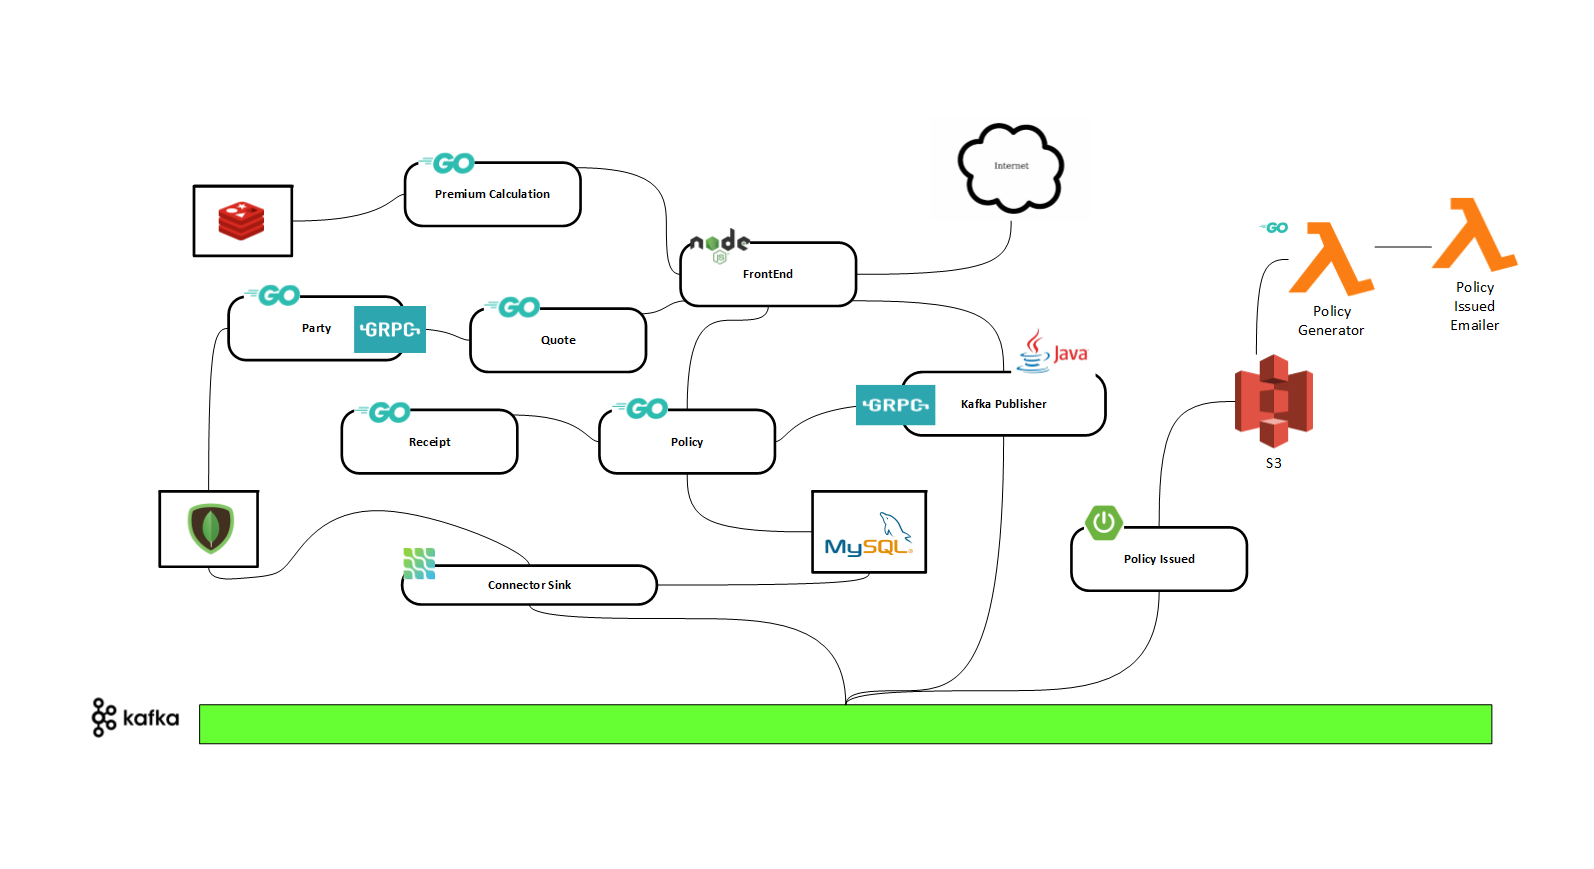 Internet
GO
Premium Calculation
GO
node
JS
FrontEnd
Policy
Generator
Policy
Issued
Emailer
GO
Party
GRPC
GO
Quote
Java
GRPC
Kafka Publisher
GO
Receipt
GO
Policy
S3
MySQL
Policy Issued
Connector Sink
kafka